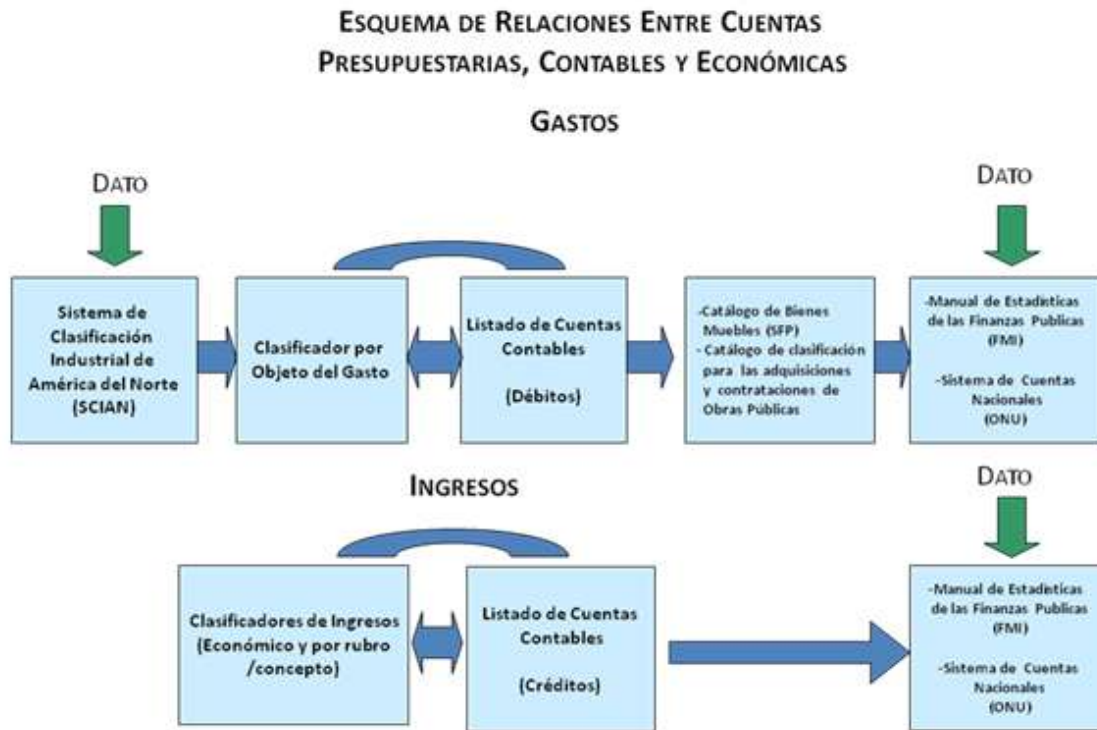 ESQUEMA DE RELACIONES ENTRE CUENTAS
PRESUPUESTARIAS, CONTABLES Y ECONÓMICAS
GASTOS
DATO
DATO
Sistema de
Clasificación
Industrial de
América del Norte
(SCIAN)
Clasificador por
Objeto del Gasto
Listado de Cuentas
Contables
(Débitos)
-Catálogo de Bienes
Muebles (SFP)
- Catálogo de clasificación
para las adquisiciones
y contrataciones de
Obras Públicas
-Manual de Estadísticas
de las Finanzas Publicas
(FMI)
-Sistema de Cuentas
Nacionales
(ONU)
INGRESOS
DATO
Clasificadores de Ingresos
(Económico y por rubro
/concepto)
Listado de Cuentas
Contables
(Créditos)
-Manual de Estadísticas
de las Finanzas Publicas
(FMI)
-Sistema de Cuentas
Nacionales
(ONU)